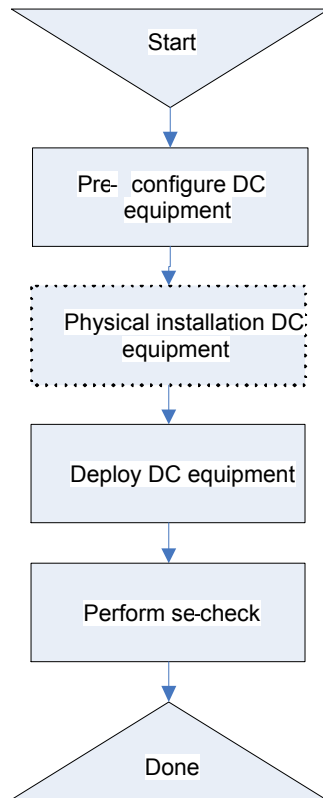 Start
Pre- configure DC
equipment
Physical installation DC
equipment
Deploy DC equipment
Perform se-check
Done